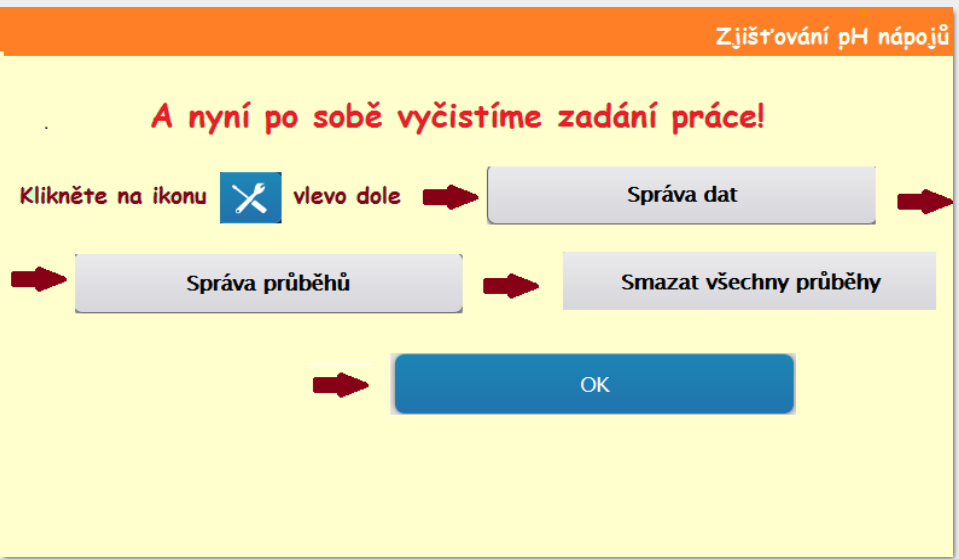 Zjišťování pH nápojů
A nyní po sobě vyčistíme zadání práce!
Klikněte na ikonu vlevo dole Správa dat
Správa průběhů Smazat všechny průběhy
OK